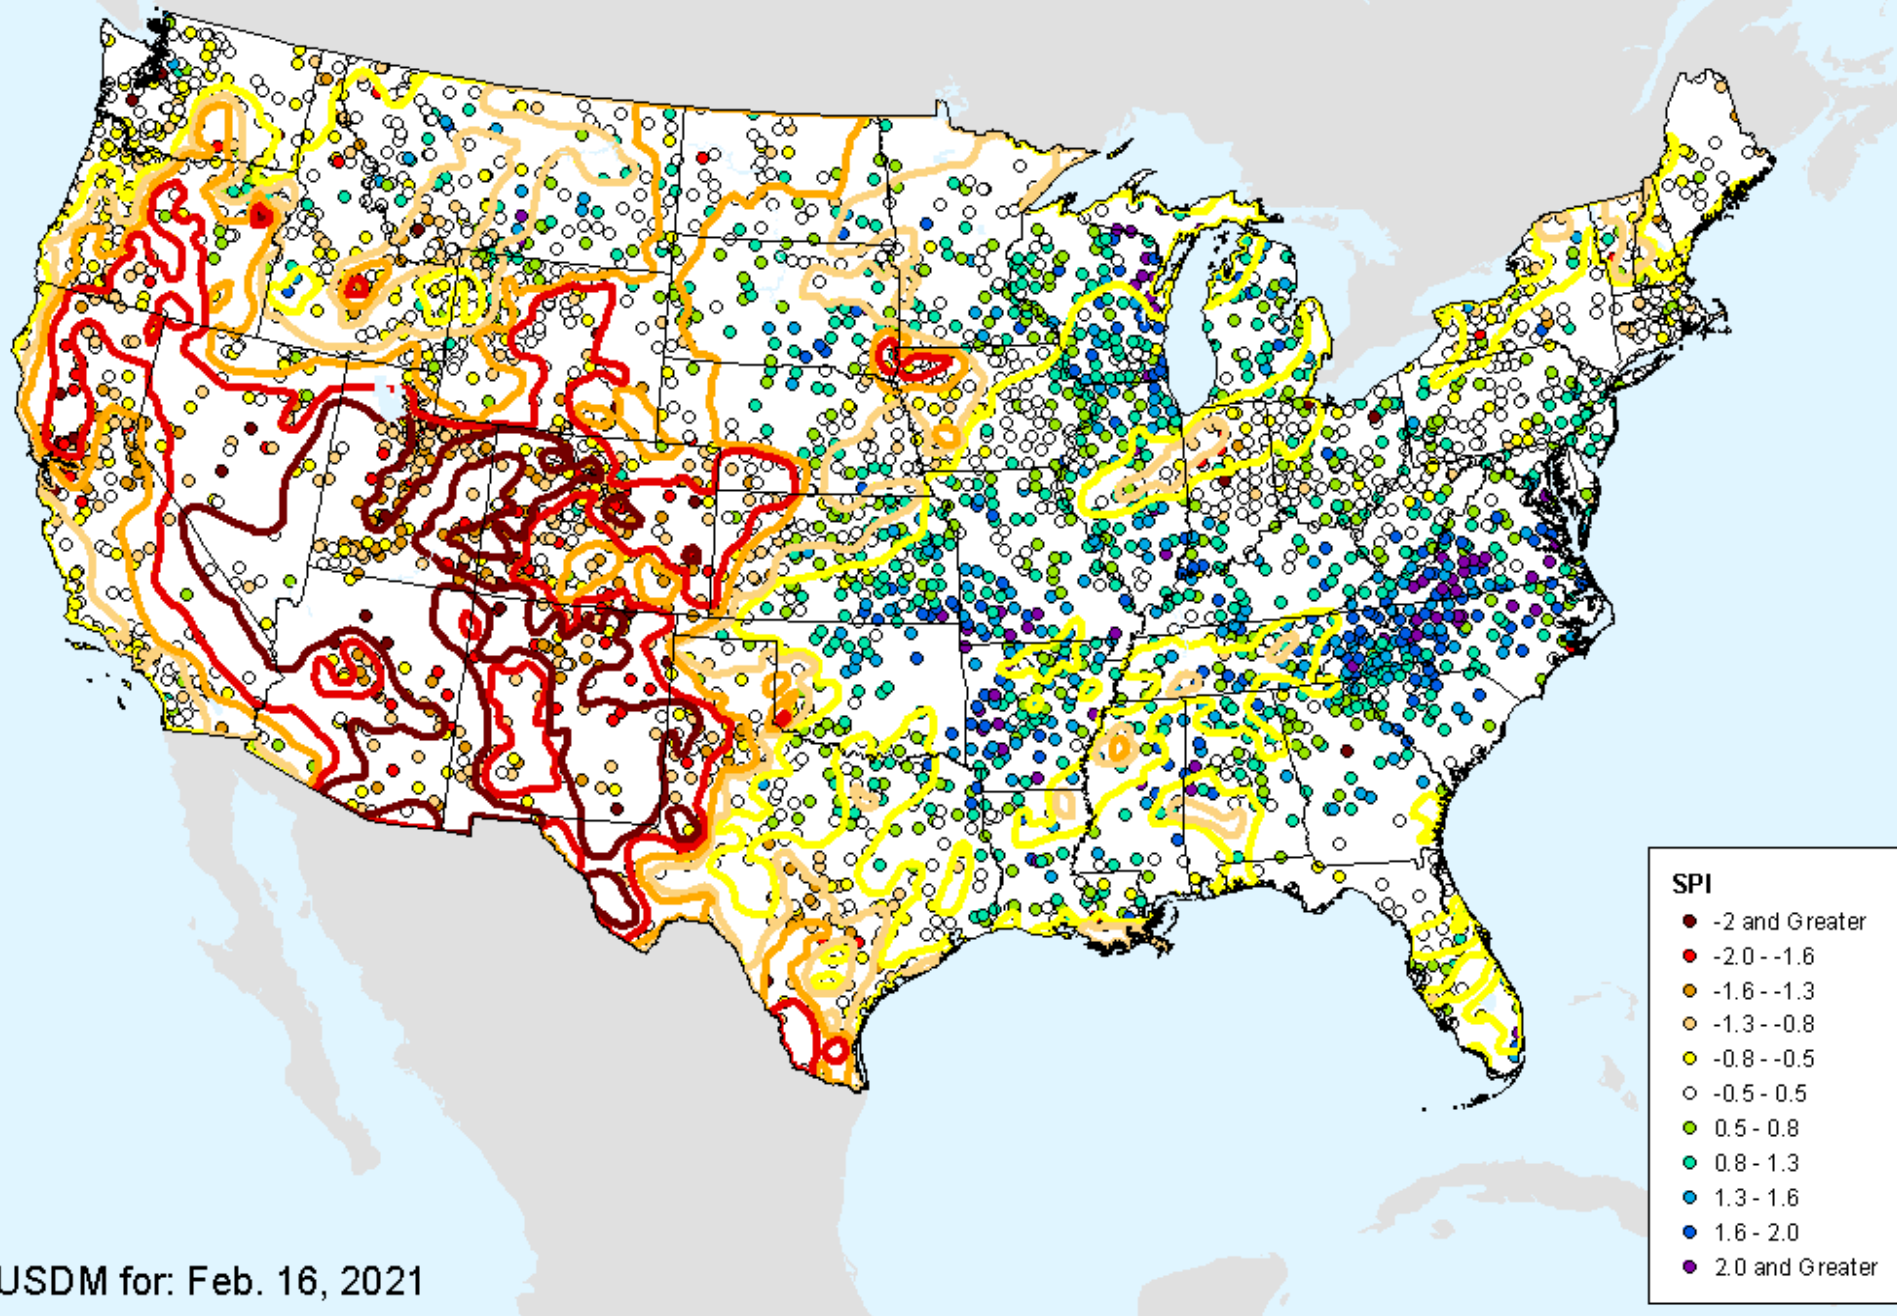 SPI
-2 and Greater
-2.0 - -1.6
-1.6 - -1.3
-1.3 - -0.8
-0.8 - -0.5
-0.5 - 0.5
0.5 - 0.8
0.8 - 1.3
1.3 - 1.6
1.6 - 2.0
2.0 and Greater
USDM for: Feb. 16, 2021